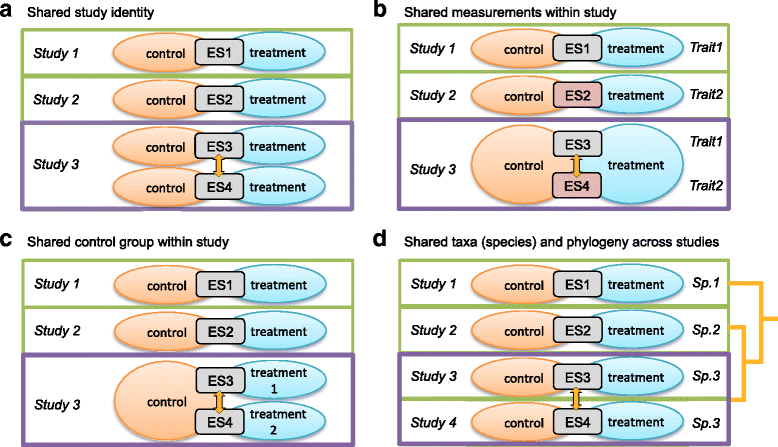 a Shared study identity
Study 1 control ES1 treatment
Study 2 control ES2 treatment
Study 3
control ES3 treatment
control ES4 treatment
b Shared measurements within study
Study 1 control ES1 treatment Trait1
Study 2 control ES2 treatment Trait2
ES3 Trait1
Study 3 control treatment
ES4 Trait2
c Shared control group within study
Study 1 control ES1 treatment
Study 2 control ES2 treatment
ES3 treatment
1
Study 3 control
ES4 treatment
2
d Shared taxa (species) and phylogeny across studies
Study 1 control ES1 treatment Sp.1
Study 2 control ES2 treatment Sp.2
Study 3 control ES3 treatment Sp.3
Study 4 control ES4 treatment Sp.3